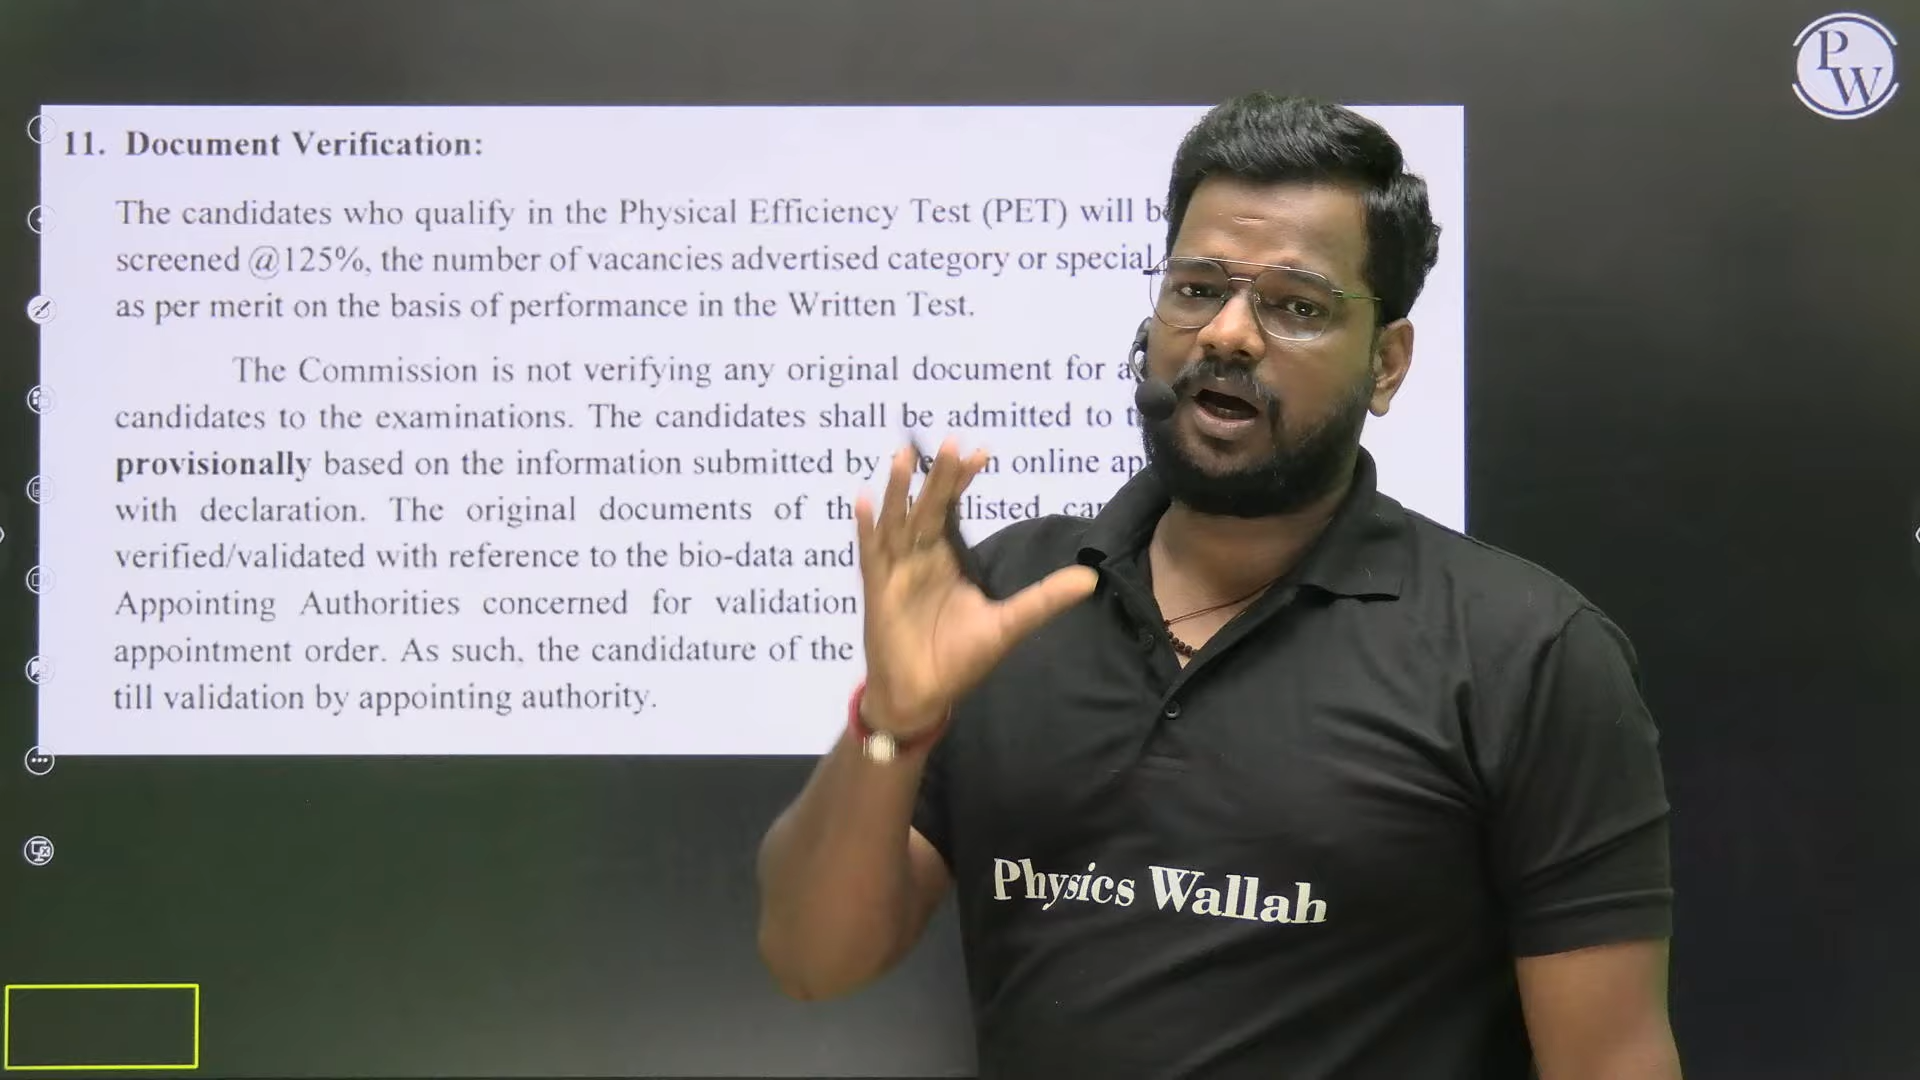 PW
11. Document Verification:
The candidates who qualify in the Physical Efficiency Test (PET) will
screened @125%, the number of vacancies advertised category or special
as per merit on the basis of performance in the Written Test.
The Commission is not verifying any original document for
candidates to the examinations. The candidates shall be admitted to
provisionally based on the information submitted by in online
with declaration. The original documents of
verified/validated with reference to the bio-data and
Appointing Authorities concerned for validation
appointment order. As such, the candidature of the
till validation by appointing authority.
Physics Wallah